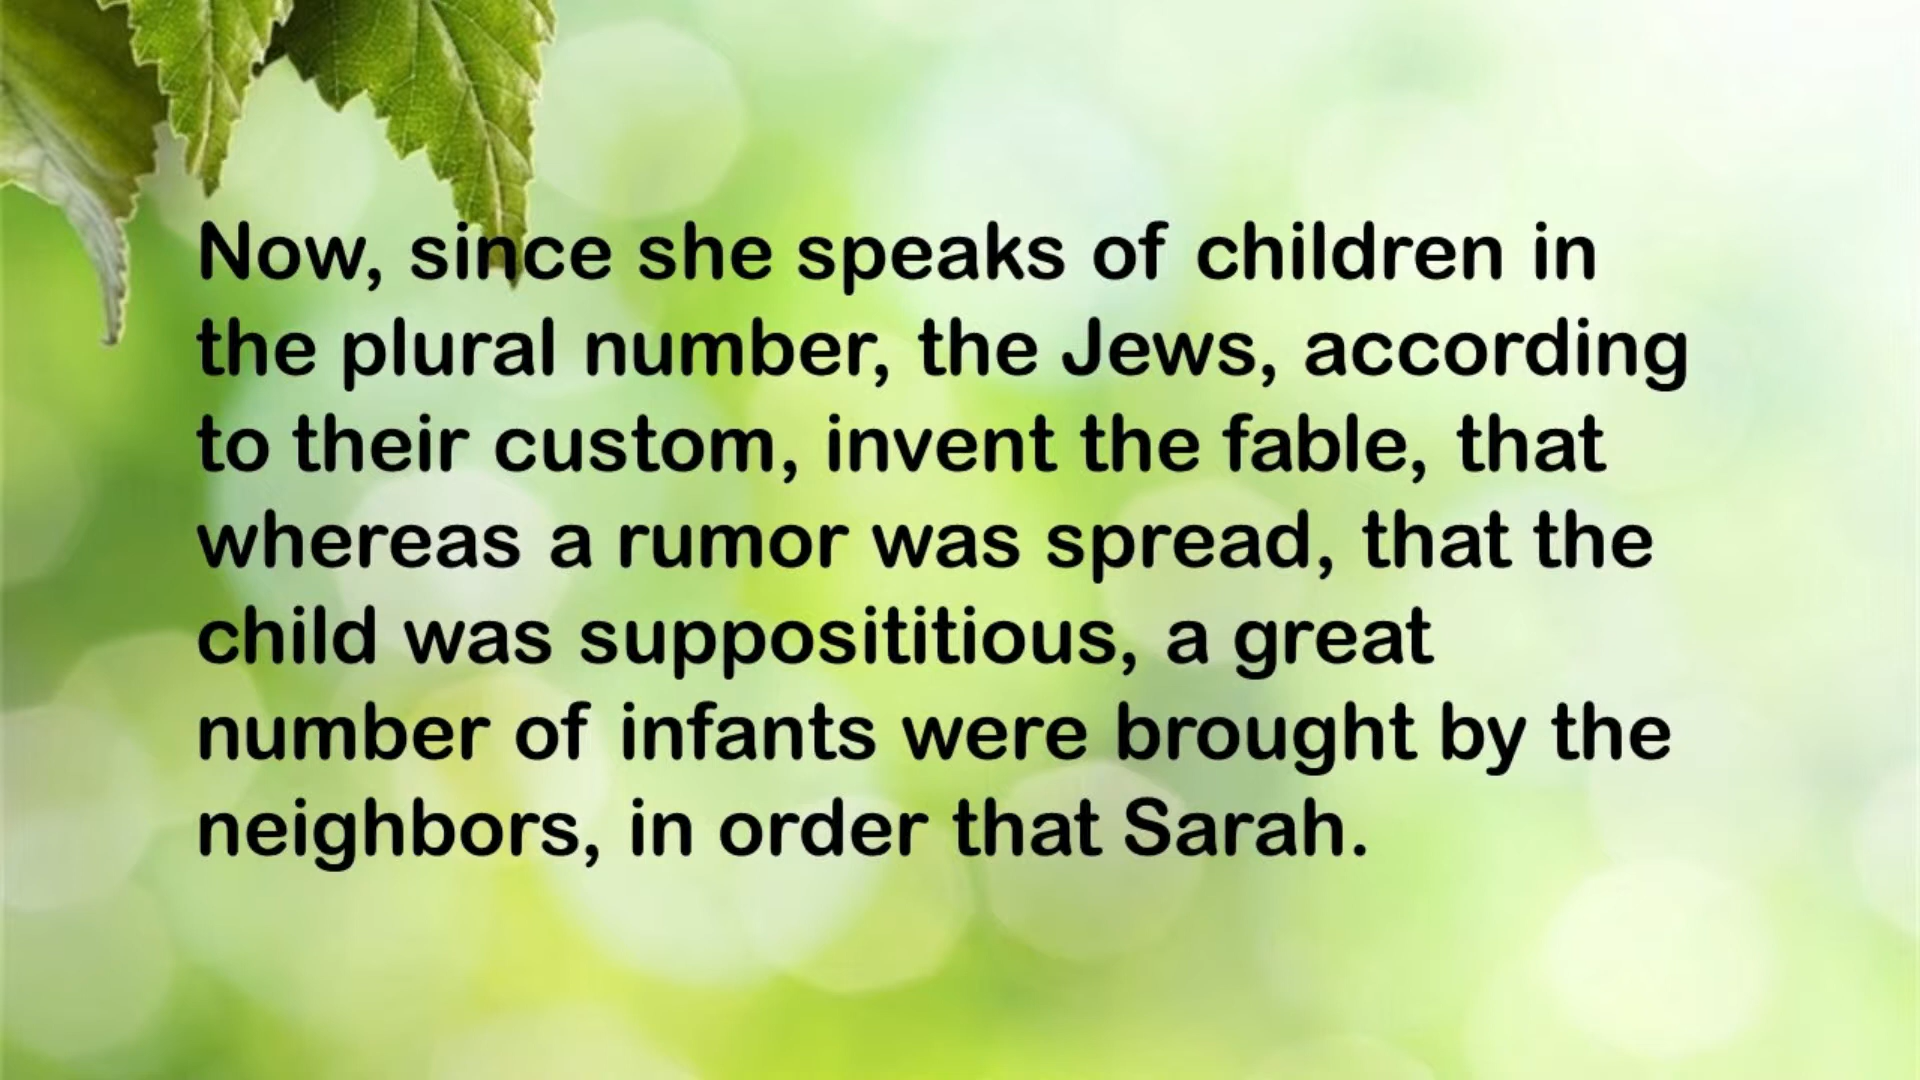 Now, since she speaks of children in
the plural number, the Jews, according
to their custom, invent the fable, that
whereas a rumor was spread, that the
child was supposititious, a great
number of infants were brought by the
neighbors, in order that Sarah.